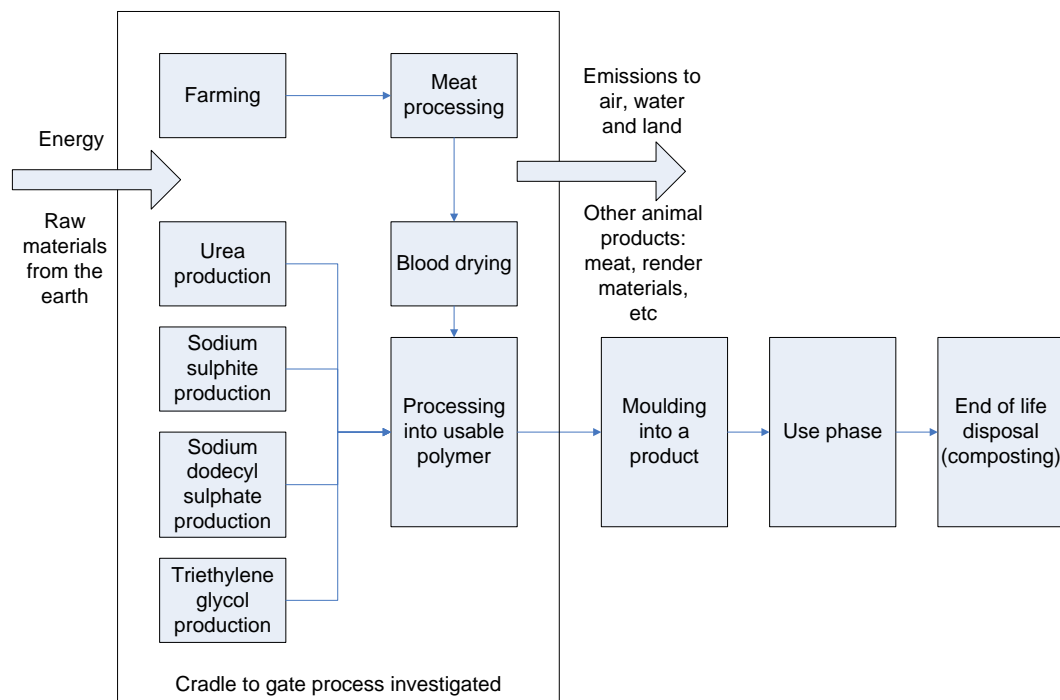 Farming
Meat
processing
Emissions to
air, water
and land
Energy
Raw
materials
from the
earth
Other animal
products:
meat, render
materials,
etc
Urea
production
Blood drying
Sodium
sulphite
production
Processing
into usable
polymer
Moulding
into a
product
Use phase
End of life
disposal
(composting)
Sodium
dodecyl
sulphate
production
Triethylene
glycol
production
Cradle to gate process investigated